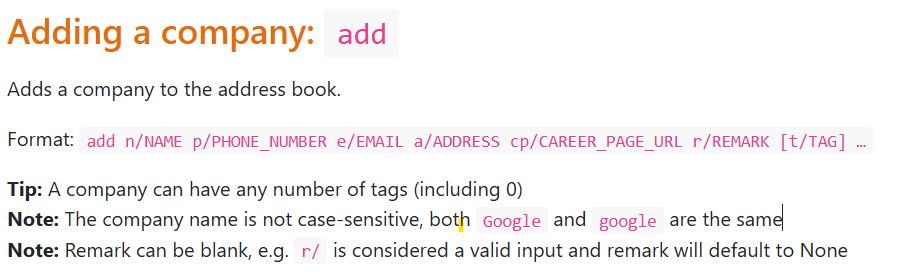 Adding a company: add
Adds a company to the address book.
Format: add n/NAME p/PHONE_NUMBER e/EMAIL a/ADDRESS cp/CAREER_PAGE_URL r/REMARK [t/TAG] …
Tip: A company can have any number of tags (including 0)
Note: The company name is not case-sensitive, both Google and google are the same
Note: Remark can be blank, e.g. r/ is considered a valid input and remark will default to None